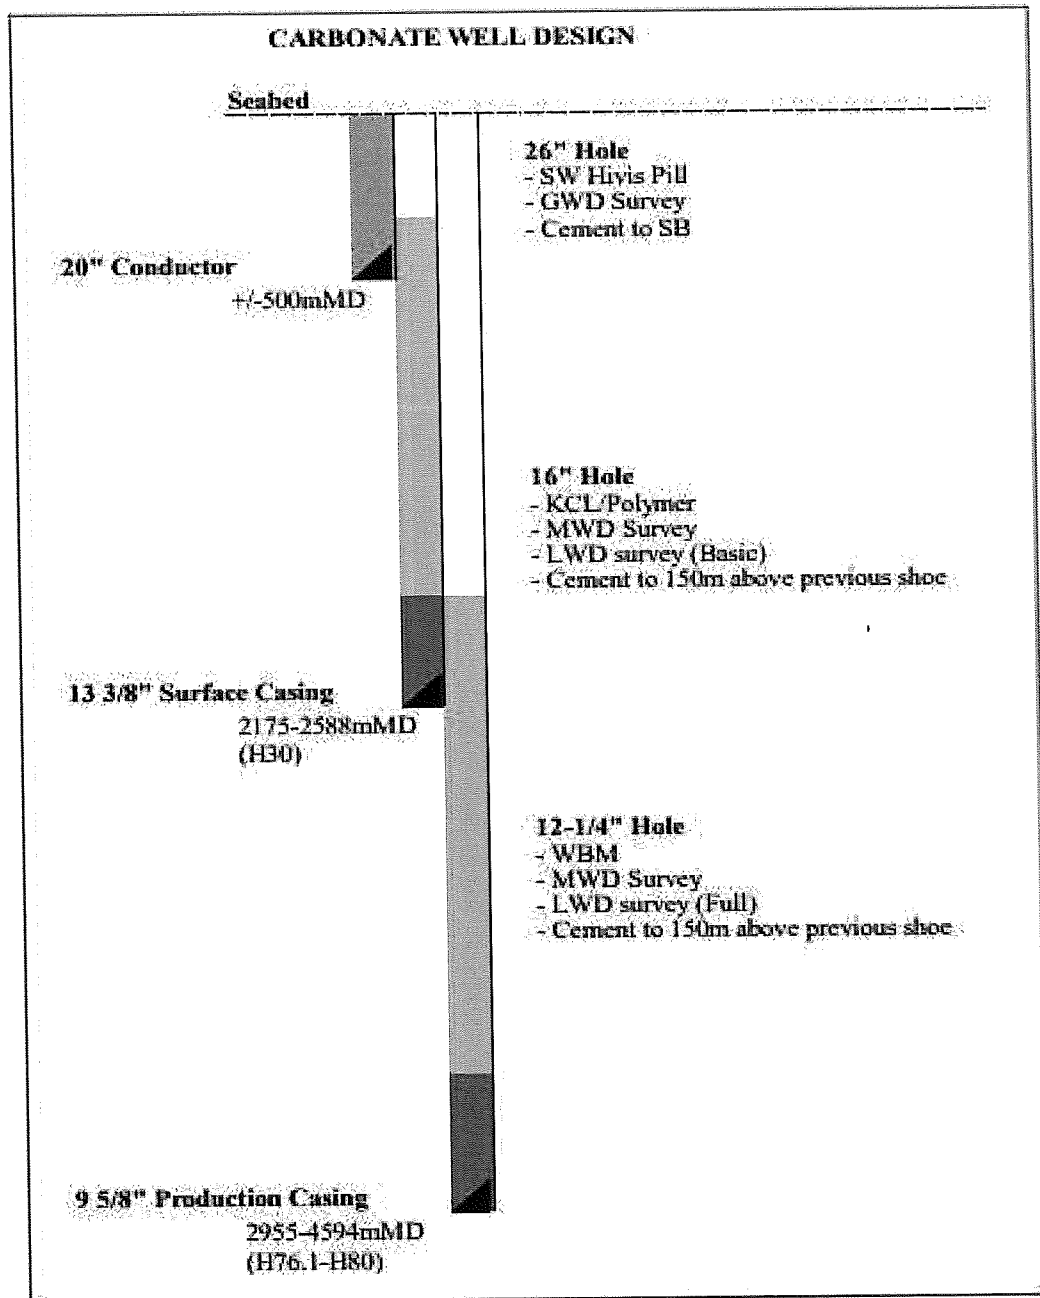 CARBONATE WELL DESIGN
Seabed
26" Hole
- SW Hivis Pill
- GWD Survey
- Cement to SB
20" Conductor
+/-500mMD
16" Hole
- KCL/Polymer
- MWD Survey
- LWD survey (Basic)
- Cement to 150m above previous shoe
13 3/8" Surface Casing
2175-2588mMD
(H30)
12-1/4" Hole
- WBM
- MWD Survey
- LWD survey (Full)
- Cement to 150m above previous shoe
9 5/8" Production Casing
2955-4594mMD
(H76.1-H80)